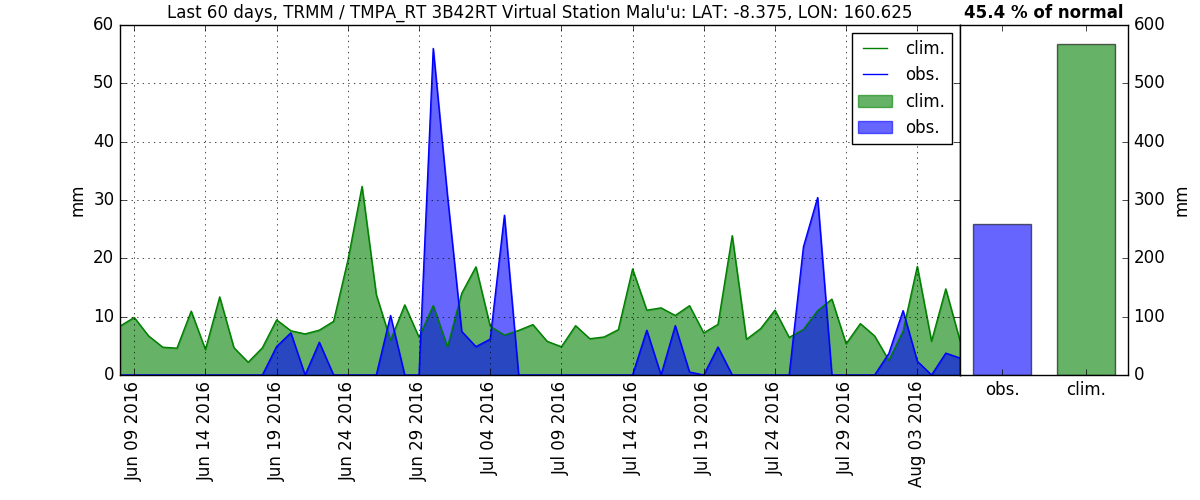 Last 60 days, TRMM / TMPA_RT 3B42RT Virtual Station Malu'u: LAT: -8.375, LON: 160.625
45.4 % of normal
60
50
40
30
20
10
0
mm
clim.
obs.
clim.
obs.
600
500
400
300
200
100
0
mm
Jun 09 2016
Jun 14 2016
Jun 19 2016
Jun 24 2016
Jun 29 2016
Jul 04 2016
Jul 09 2016
Jul 14 2016
Jul 19 2016
Jul 24 2016
Jul 29 2016
Aug 03 2016
obs.
clim.